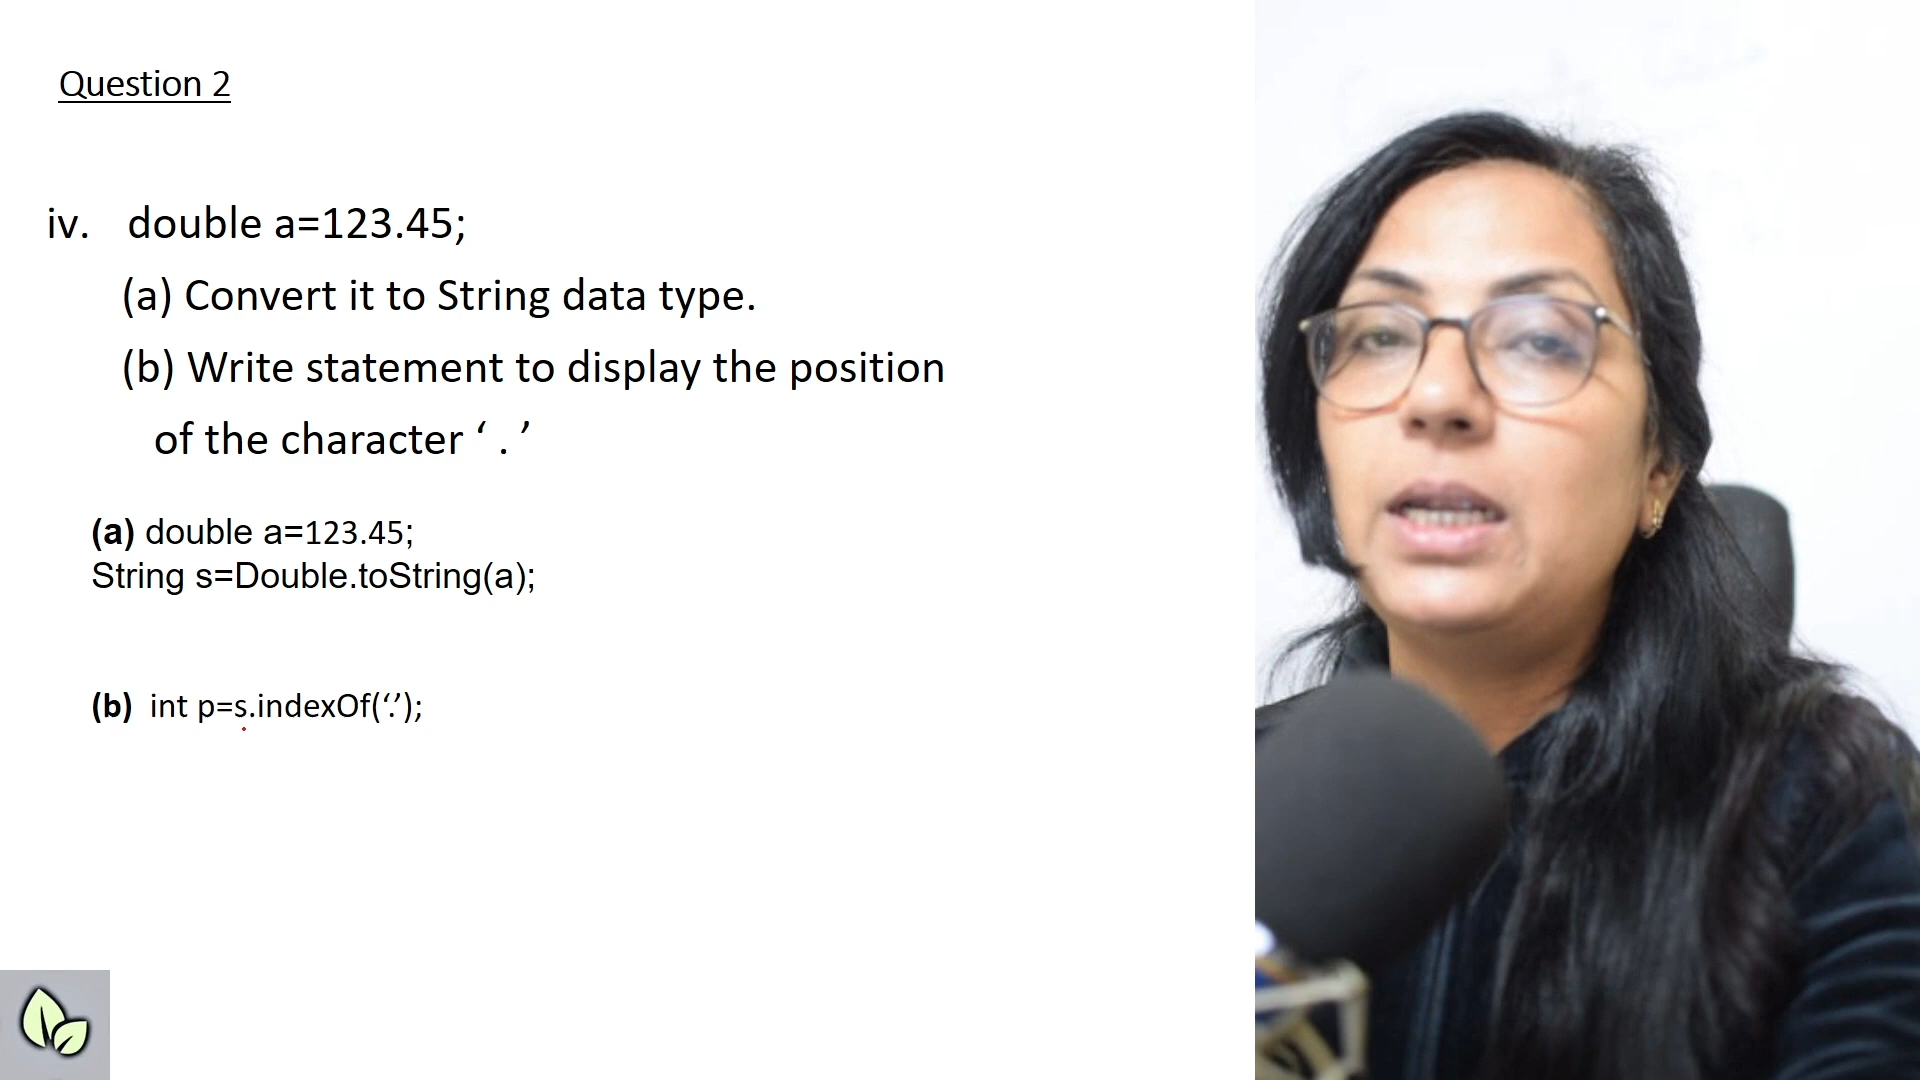 Question 2
iv. double a=123.45;
(a) Convert it to String data type.
(b) Write statement to display the position
of the character ‘ . ’
(a) double a=123.45;
String s=Double.toString(a);
(b) int p=s.indexOf(‘.’);